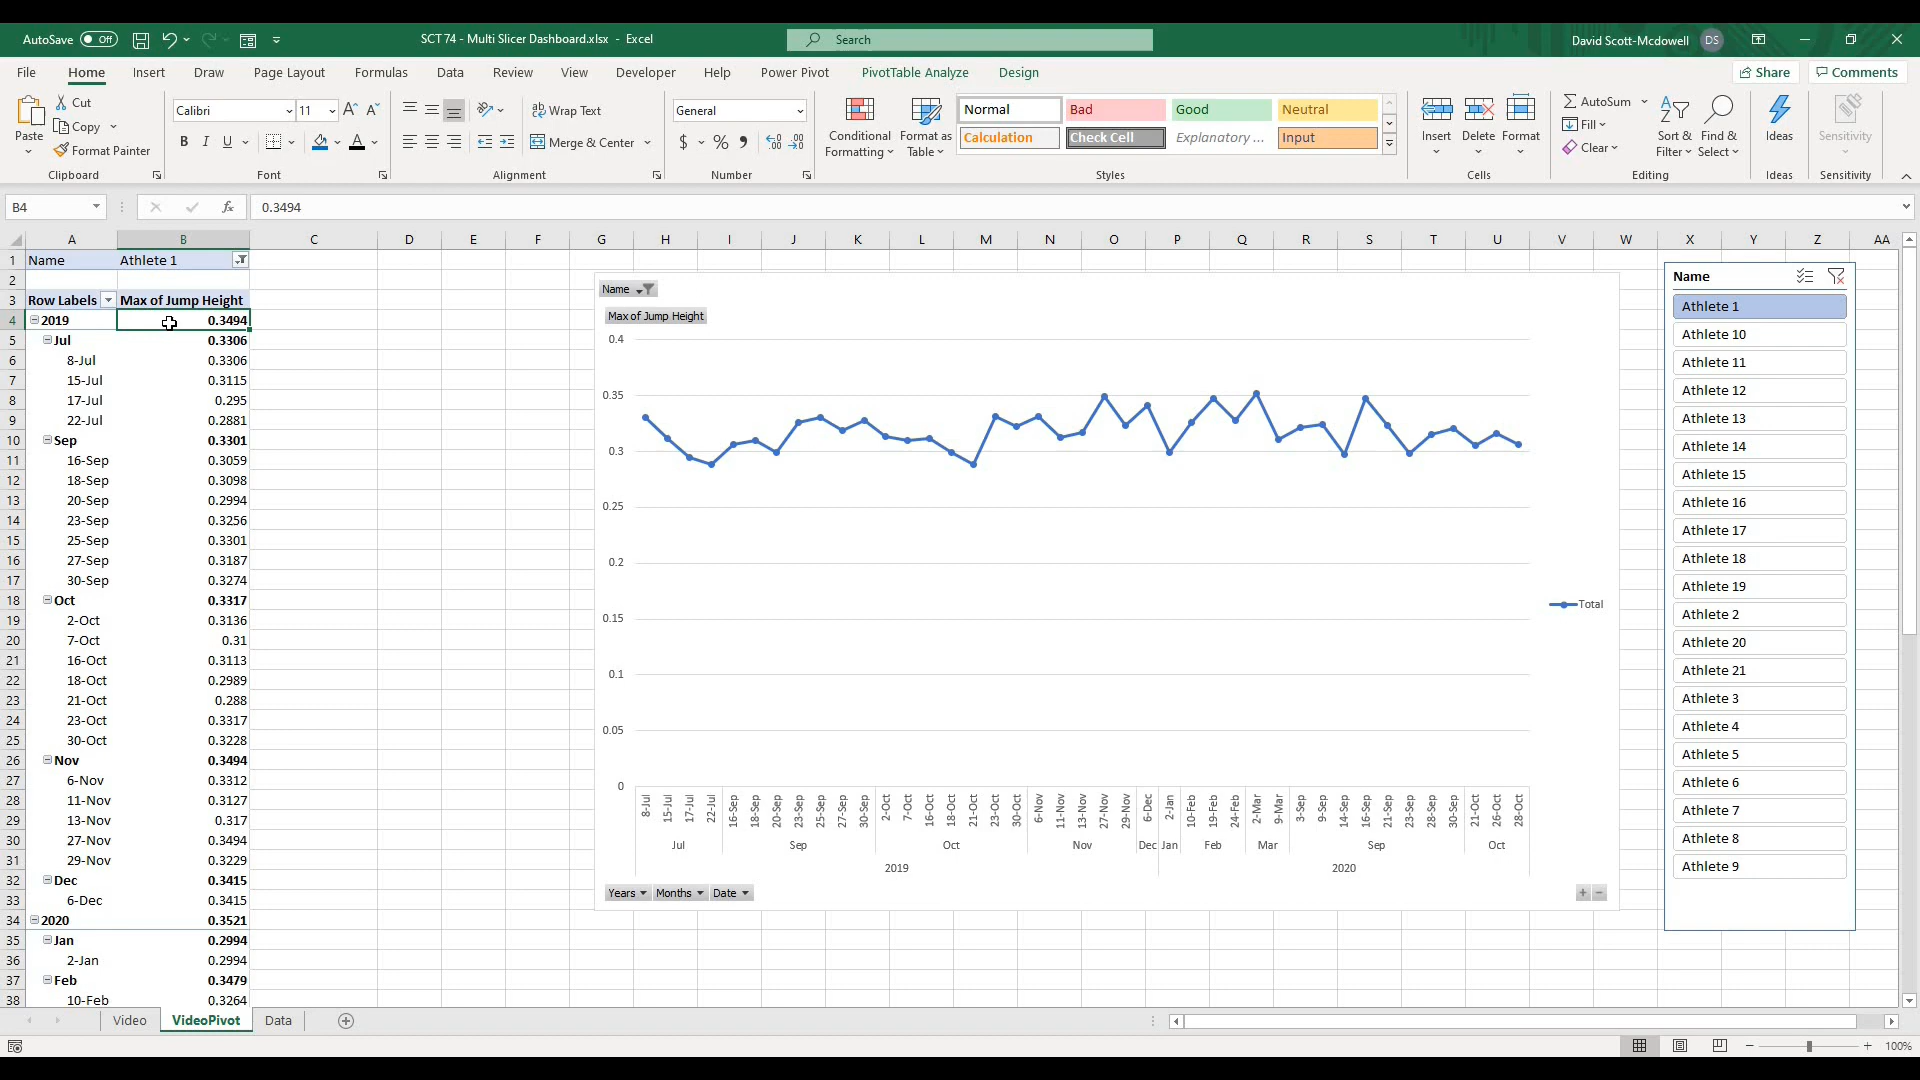 AutoSave Off
SCT 74 - Multi Slicer Dashboard.xlsx - Excel
Search
David Scott-Mcdowell DS
File Home Insert Draw Page Layout Formulas Data Review View Developer Help Power Pivot PivotTable Analyze Design
Share Comments
Paste
Cut
Copy
Format Painter
Clipboard
Calibri 11
B I U
Font
Wrap Text
Merge & Center
Alignment
General
$ % 9
Number
Conditional Formatting
Format as Table
Normal Bad Good Neutral
Calculation Check Cell Explanatory ... Input
Styles
Insert Delete Format
Cells
AutoSum
Fill
Clear
Sort & Filter
Find & Select
Editing
Ideas
Ideas
Sensitivity
Sensitivity
B4 fx 0.3494
A B C D E F G H I J K L M N O P Q R S T U V W X Y Z AA
1 Name Athlete 1
2
3 Row Labels Max of Jump Height
4 2019 0.3494
5 Jul 0.3306
6 8-Jul 0.3306
7 15-Jul 0.3115
8 17-Jul 0.295
9 22-Jul 0.2881
10 Sep 0.3301
11 16-Sep 0.3059
12 18-Sep 0.3098
13 20-Sep 0.2994
14 23-Sep 0.3256
15 25-Sep 0.3301
16 27-Sep 0.3187
17 30-Sep 0.3274
18 Oct 0.3317
19 2-Oct 0.3136
20 7-Oct 0.31
21 16-Oct 0.3113
22 18-Oct 0.2989
23 21-Oct 0.288
24 23-Oct 0.3317
25 30-Oct 0.3228
26 Nov 0.3494
27 6-Nov 0.3312
28 11-Nov 0.3127
29 13-Nov 0.317
30 27-Nov 0.3494
31 29-Nov 0.3229
32 Dec 0.3415
33 6-Dec 0.3415
34 2020 0.3521
35 Jan 0.2994
36 2-Jan 0.2994
37 Feb 0.3479
38 10-Feb 0.3264
Name
Max of Jump Height
0.4
0.35
0.3
0.25
0.2
0.15
0.1
0.05
0
8-Jul 15-Jul 17-Jul 22-Jul 16-Sep 18-Sep 20-Sep 23-Sep 25-Sep 27-Sep 30-Sep 2-Oct 7-Oct 16-Oct 18-Oct 21-Oct 23-Oct 30-Oct 6-Nov 11-Nov 13-Nov 27-Nov 29-Nov 6-Dec 2-Jan 10-Feb 19-Feb 24-Feb 2-Mar 9-Mar 3-Sep 9-Sep 14-Sep 16-Sep 21-Sep 23-Sep 28-Sep 30-Sep 21-Oct 26-Oct 28-Oct
Jul Sep Oct Nov Dec Jan Feb Mar Sep Oct
2019 2020
Years Months Date
Total
Name
Athlete 1
Athlete 10
Athlete 11
Athlete 12
Athlete 13
Athlete 14
Athlete 15
Athlete 16
Athlete 17
Athlete 18
Athlete 19
Athlete 2
Athlete 20
Athlete 21
Athlete 3
Athlete 4
Athlete 5
Athlete 6
Athlete 7
Athlete 8
Athlete 9
Video VideoPivot Data
100%